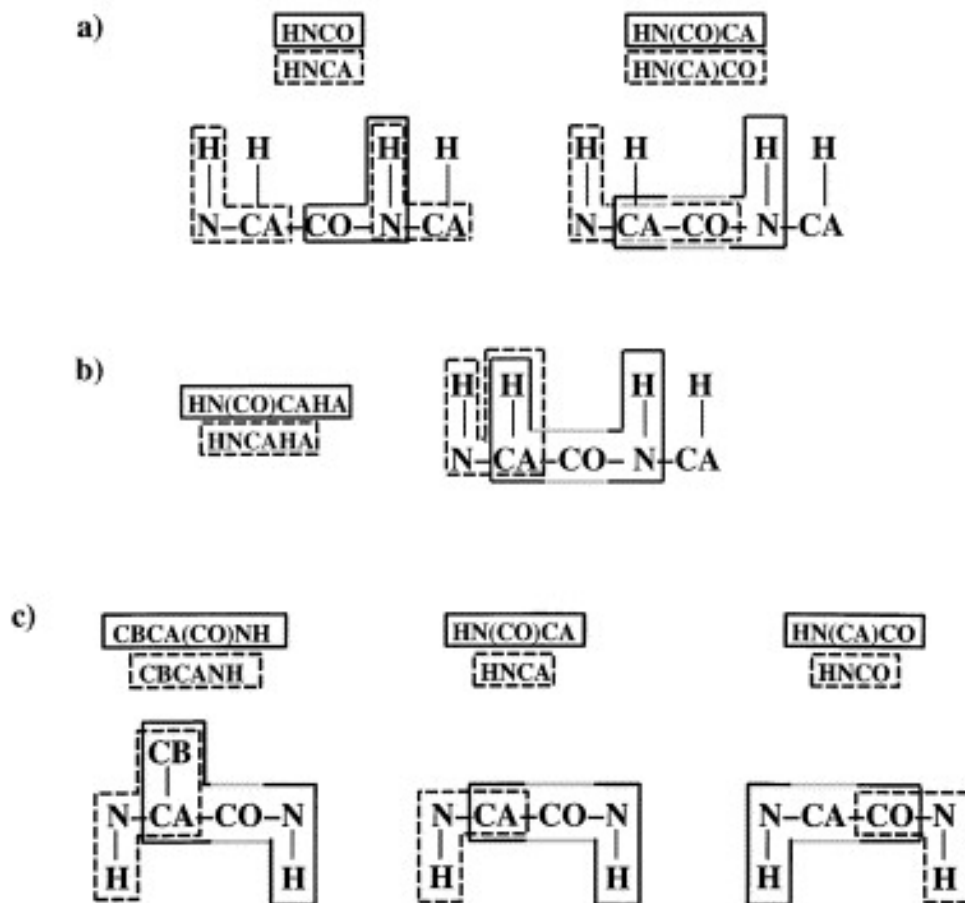 a)
HNCO HN(CO)CA
HNCA HN(CA)CO
H H H H H H H H
N–CA–CO–N–CA N–CA–CO–N–CA
b)
HN(CO)CAHA
HNCAHA
H H H H
N–CA–CO–N–CA
c)
CBCA(CO)NH HN(CO)CA HN(CA)CO
CBCANH HNCA HNCO
CB
N–CA–CO–N N–CA–CO–N N–CA–CO–N
H H H H H H